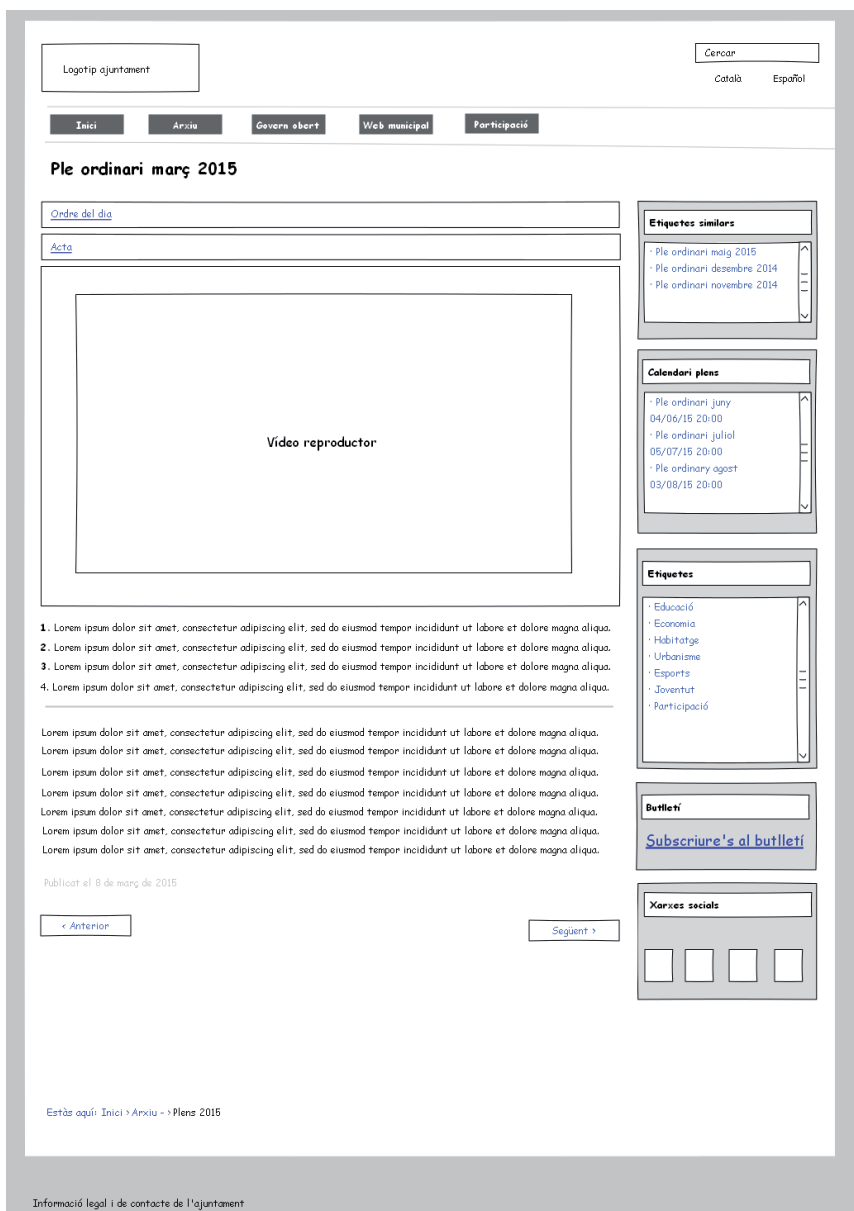 Logotip ajuntament
Cercar
Català
Español
Inici
Arxiu
Govern obert
Web municipal
Participació
Ple ordinari març 2015
Ordre del dia
Acta
Vídeo reproductor
1. Lorem ipsum dolor sit amet, consectetur adipiscing elit, sed do eiusmod tempor incididunt ut labore et dolore magna aliqua.
2. Lorem ipsum dolor sit amet, consectetur adipiscing elit, sed do eiusmod tempor incididunt ut labore et dolore magna aliqua.
3. Lorem ipsum dolor sit amet, consectetur adipiscing elit, sed do eiusmod tempor incididunt ut labore et dolore magna aliqua.
4. Lorem ipsum dolor sit amet, consectetur adipiscing elit, sed do eiusmod tempor incididunt ut labore et dolore magna aliqua.
Lorem ipsum dolor sit amet, consectetur adipiscing elit, sed do eiusmod tempor incididunt ut labore et dolore magna aliqua.
Lorem ipsum dolor sit amet, consectetur adipiscing elit, sed do eiusmod tempor incididunt ut labore et dolore magna aliqua.
Lorem ipsum dolor sit amet, consectetur adipiscing elit, sed do eiusmod tempor incididunt ut labore et dolore magna aliqua.
Lorem ipsum dolor sit amet, consectetur adipiscing elit, sed do eiusmod tempor incididunt ut labore et dolore magna aliqua.
Lorem ipsum dolor sit amet, consectetur adipiscing elit, sed do eiusmod tempor incididunt ut labore et dolore magna aliqua.
Lorem ipsum dolor sit amet, consectetur adipiscing elit, sed do eiusmod tempor incididunt ut labore et dolore magna aliqua.
Lorem ipsum dolor sit amet, consectetur adipiscing elit, sed do eiusmod tempor incididunt ut labore et dolore magna aliqua.
Publicat el 8 de març de 2015
‹ Anterior
Següent ›
Etiquetes similars
· Ple ordinari maig 2015
· Ple ordinari desembre 2014
· Ple ordinari novembre 2014
Calendari plens
· Ple ordinari juny
04/06/15 20:00
· Ple ordinari juliol
05/07/15 20:00
· Ple ordinary agost
03/08/15 20:00
Etiquetes
· Educació
· Economia
· Habitatge
· Urbanisme
· Esports
· Joventut
· Participació
Butlletí
Subscriure's al butlletí
Xarxes socials
Estàs aquí: Inici › Arxiu - › Plens 2015
Informació legal i de contacte de l'ajuntament